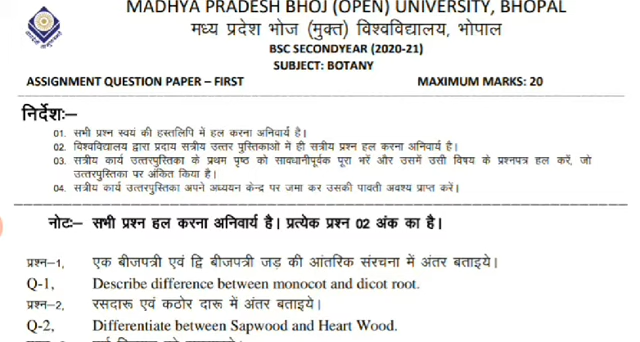 MADHYA PRADESH BHOJ (OPEN) UNIVERSITY, BHOPAL
मध्य प्रदेश भोज (मुक्त) विश्वविद्यालय, भोपाल
BSC SECONDYEAR (2020-21)
SUBJECT: BOTANY
ASSIGNMENT QUESTION PAPER – FIRST MAXIMUM MARKS: 20
निर्देशः–
01. सभी प्रश्न स्वयं की हस्तलिपि में हल करना अनिवार्य है।
02. विश्वविद्यालय द्वारा प्रदाय सत्रीय उत्तर पुस्तिकाओं में ही सत्रीय प्रश्न हल करना अनिवार्य है।
03. सत्रीय कार्य उत्तरपुस्तिका के प्रथम पृष्ठ को सावधानीपूर्वक पूरा भरें और उसमें उसी विषय के प्रश्नपत्र हल करें, जो
उत्तरपुस्तिका पर अंकित किया है।
04. सत्रीय कार्य उत्तरपुस्तिका अपने अध्ययन केन्द्र पर जमा कर उसकी पावती अवश्य प्राप्त करें।
नोटः– सभी प्रश्न हल करना अनिवार्य है। प्रत्येक प्रश्न 02 अंक का है।
प्रश्न–1, एक बीजपत्री एवं द्वि बीजपत्री जड़ की आंतरिक संरचना में अंतर बताइये।
Q-1, Describe difference between monocot and dicot root.
प्रश्न–2, रसदारू एवं कठोर दारू में अंतर बताइये।
Q-2, Differentiate between Sapwood and Heart Wood.